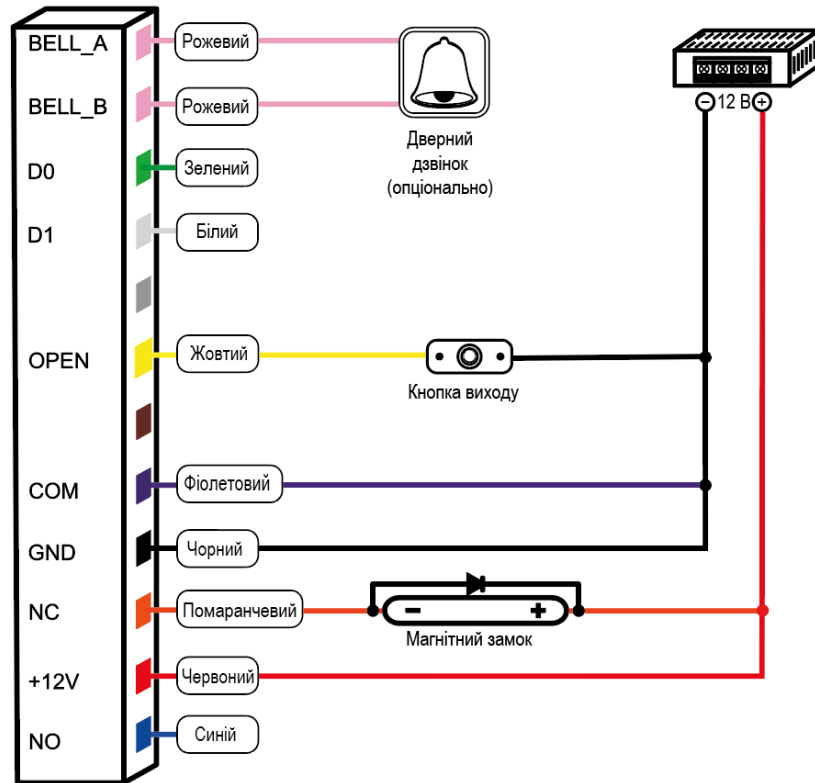 BELL_A
Рожевий
BELL_B
Рожевий
12 В
Дверний
дзвінок
(опціонально)
D0
Зелений
D1
Білий
OPEN
Жовтий
Кнопка виходу
COM
Фіолетовий
GND
Чорний
NC
Помаранчевий
Магнітний замок
+12V
Червоний
NO
Синій